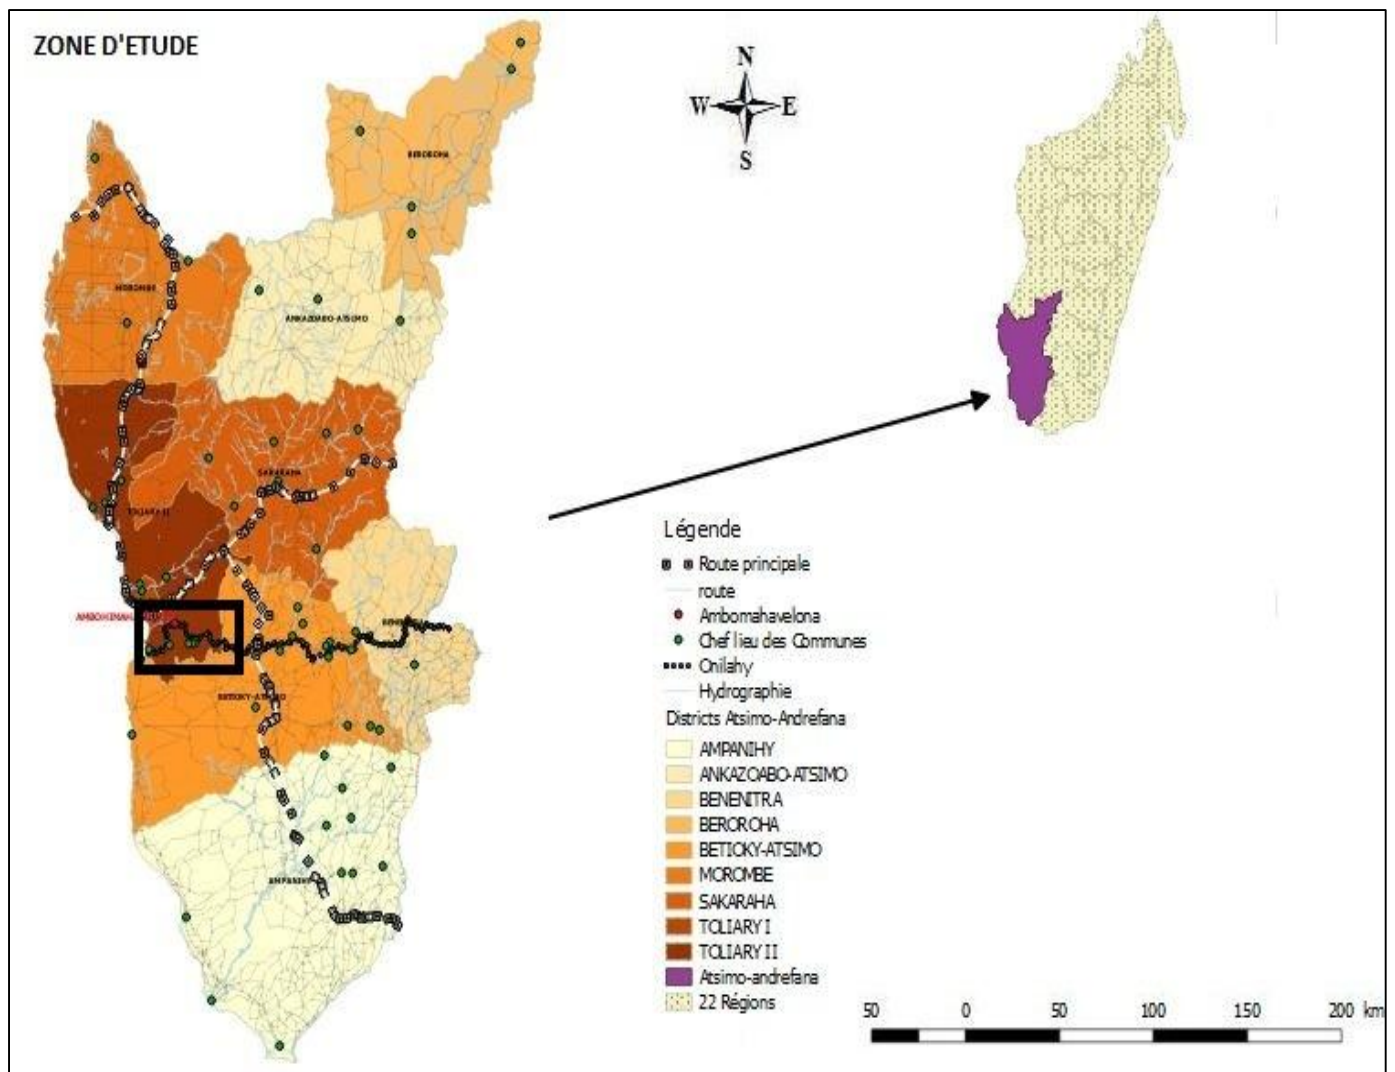 ZONE D'ETUDE
N
W E
S
BEROROHA
MOROMBE
ANKAZOABO-ATSIMO
SAKARAHA
TOLIARY II
BETIOKY-ATSIMO
AMPANIHY
Légende
Route principale
route
Ambomahavelona
Chef lieu des Communes
Onilahy
Hydrographie
Districts Atsimo-Andrefana
AMPANIHY
ANKAZOABO-ATSIMO
BENENITRA
BEROROHA
BETIOKY-ATSIMO
MOROMBE
SAKARAHA
TOLIARY I
TOLIARY II
Atsimo-andrefana
22 Régions
50 0 50 100 150 200 km